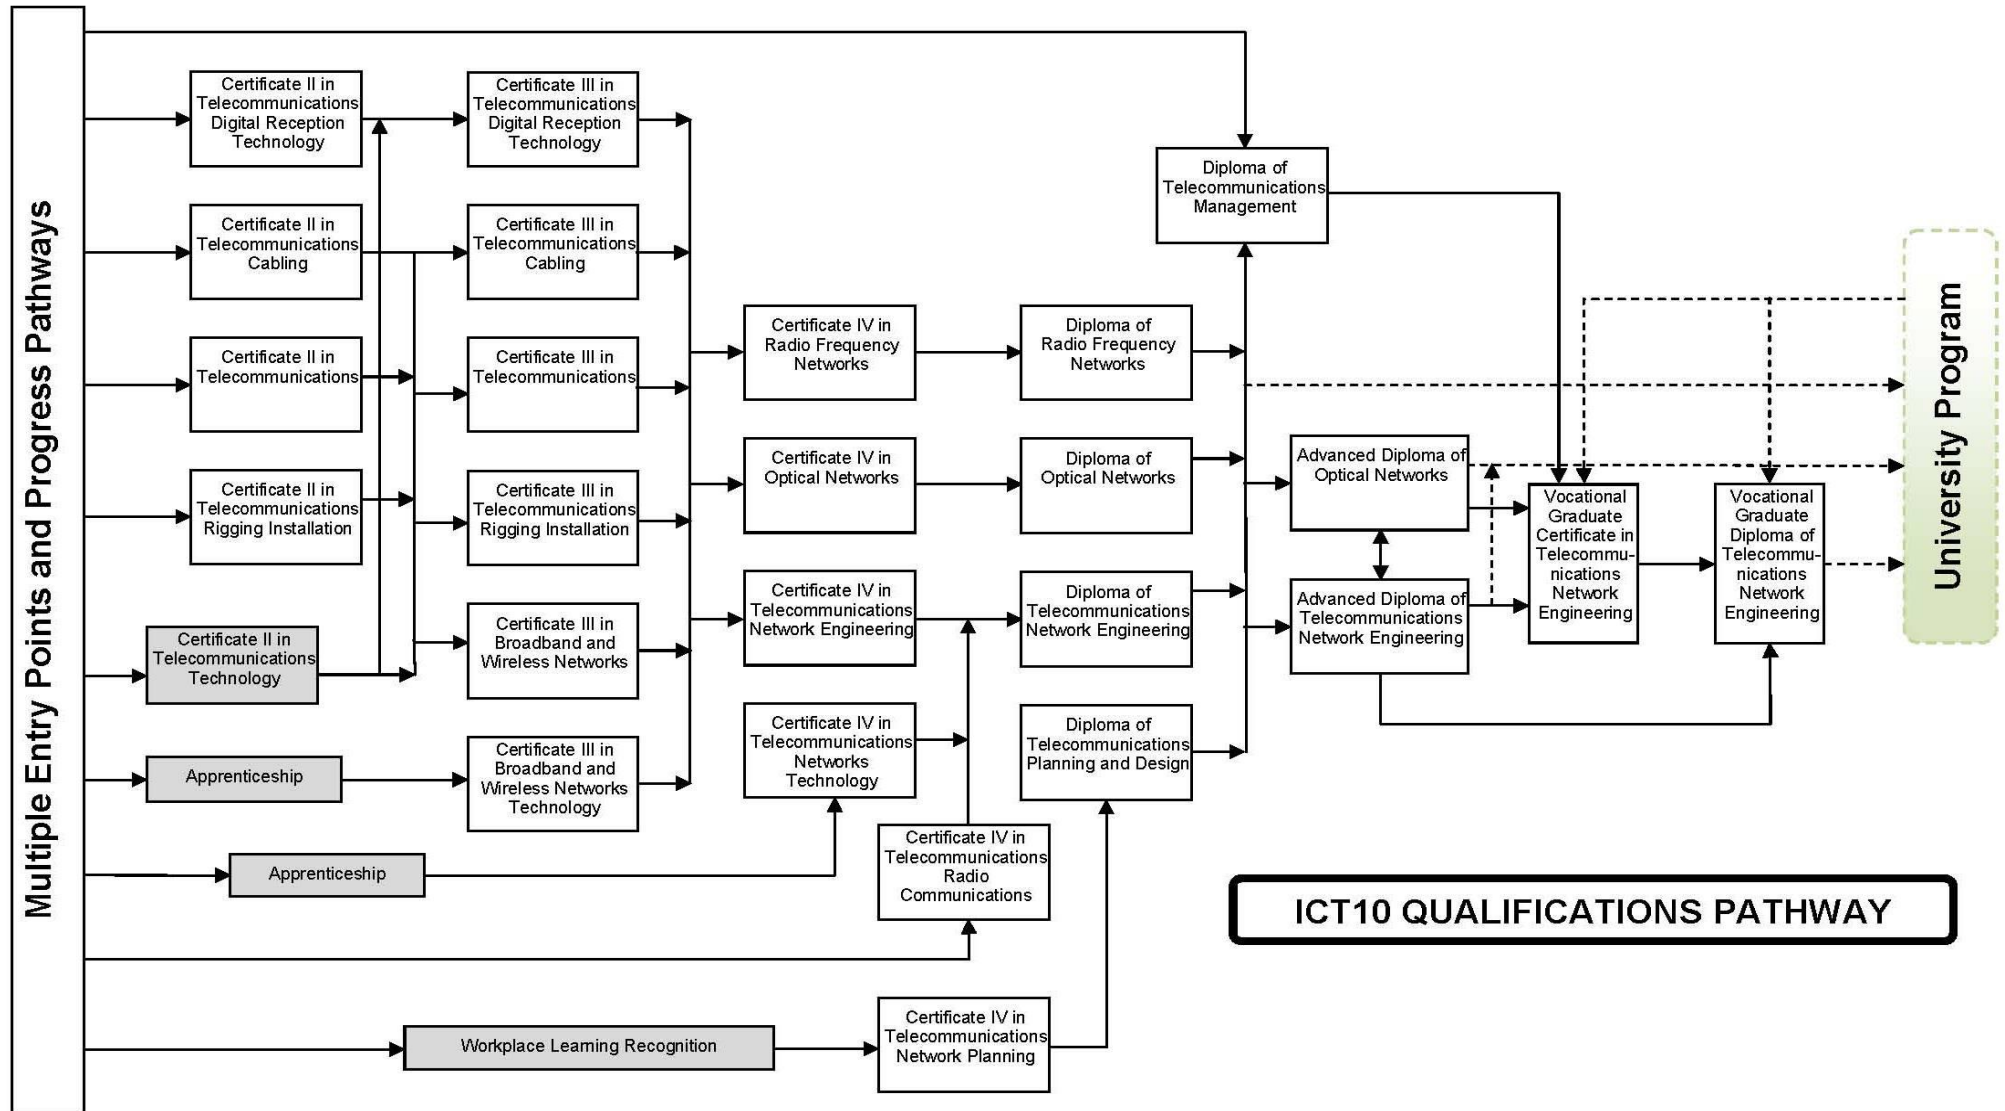 Multiple Entry Points and Progress Pathways
Certificate II in
Telecommunications
Digital Reception
Technology
Certificate II in
Telecommunications
Cabling
Certificate II in
Telecommunications
Certificate II in
Telecommunications
Rigging Installation
Certificate II in
Telecommunications
Technology
Apprenticeship
Apprenticeship
Workplace Learning Recognition
Certificate III in
Telecommunications
Digital Reception
Technology
Certificate III in
Telecommunications
Cabling
Certificate III in
Telecommunications
Certificate III in
Telecommunications
Rigging Installation
Certificate III in
Broadband and
Wireless Networks
Certificate III in
Broadband and
Wireless Networks
Technology
Certificate IV in
Radio Frequency
Networks
Certificate IV in
Optical Networks
Certificate IV in
Telecommunications
Network Engineering
Certificate IV in
Telecommunications
Networks
Technology
Certificate IV in
Telecommunications
Radio
Communications
Certificate IV in
Telecommunications
Network Planning
Diploma of
Radio Frequency
Networks
Diploma of
Optical Networks
Diploma of
Telecommunications
Network Engineering
Diploma of
Telecommunications
Planning and Design
Diploma of
Telecommunications
Management
Advanced Diploma of
Optical Networks
Advanced Diploma of
Telecommunications
Network Engineering
Vocational
Graduate
Certificate in
Telecommu-
nications
Network
Engineering
Vocational
Graduate
Diploma of
Telecommu-
nications
Network
Engineering
University Program
ICT10 QUALIFICATIONS PATHWAY